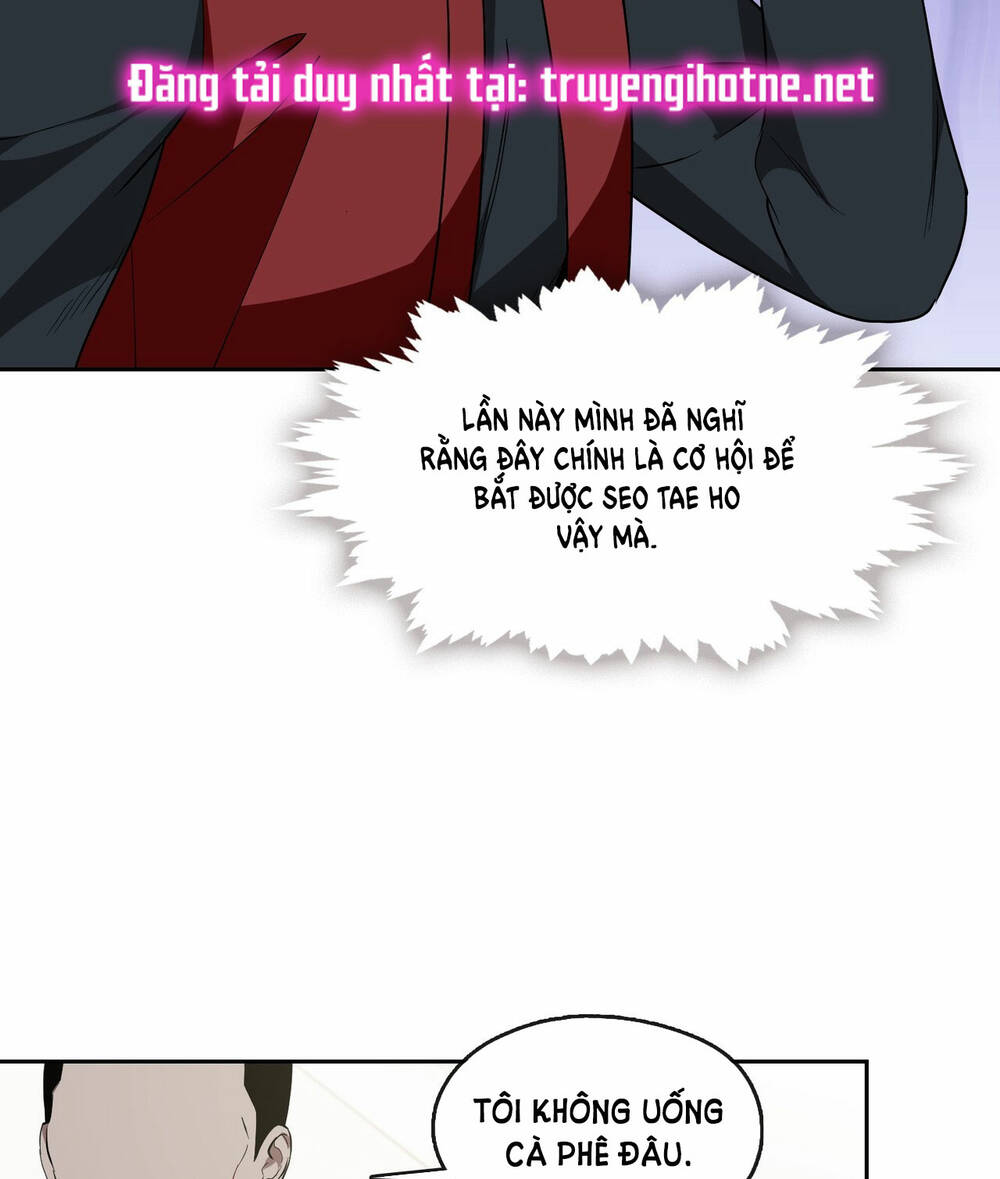 Đăng tải duy nhất tại: truyengihotne.net
LẦN NÀY MÌNH ĐÃ NGHĨ
RẰNG ĐÂY CHÍNH LÀ CƠ HỘI ĐỂ
BẮT ĐƯỢC SEO TAE HO
VẬY MÀ.
TÔI KHÔNG UỐNG
CÀ PHÊ ĐÂU.